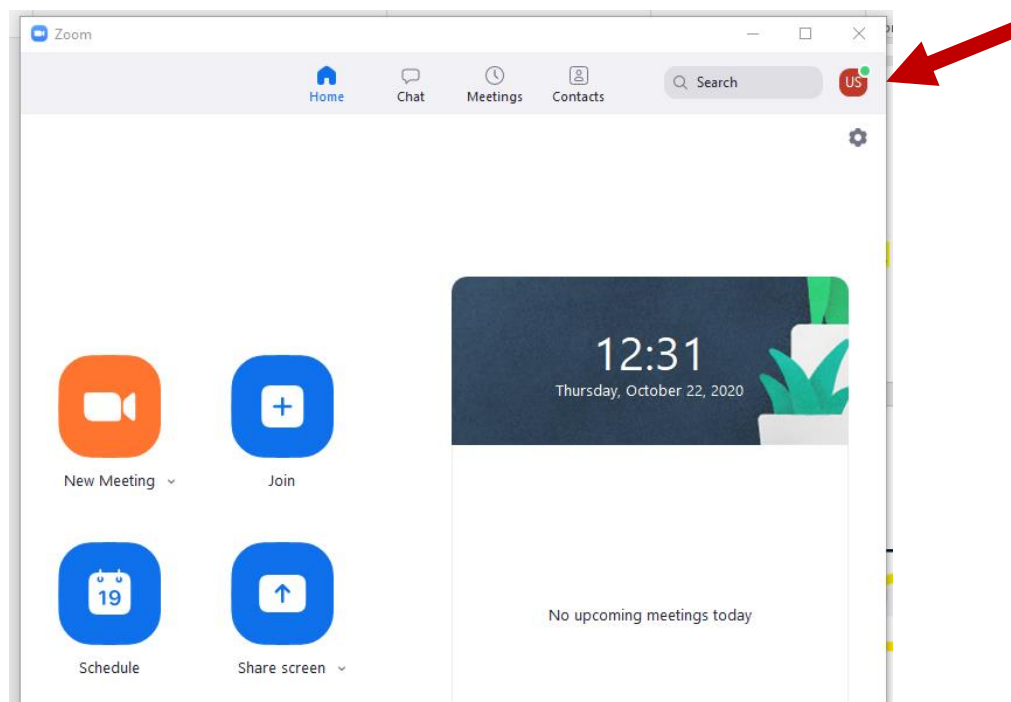 Zoom
Home Chat Meetings Contacts Search US
12:31
Thursday, October 22, 2020
New Meeting Join
19
Schedule Share screen
No upcoming meetings today